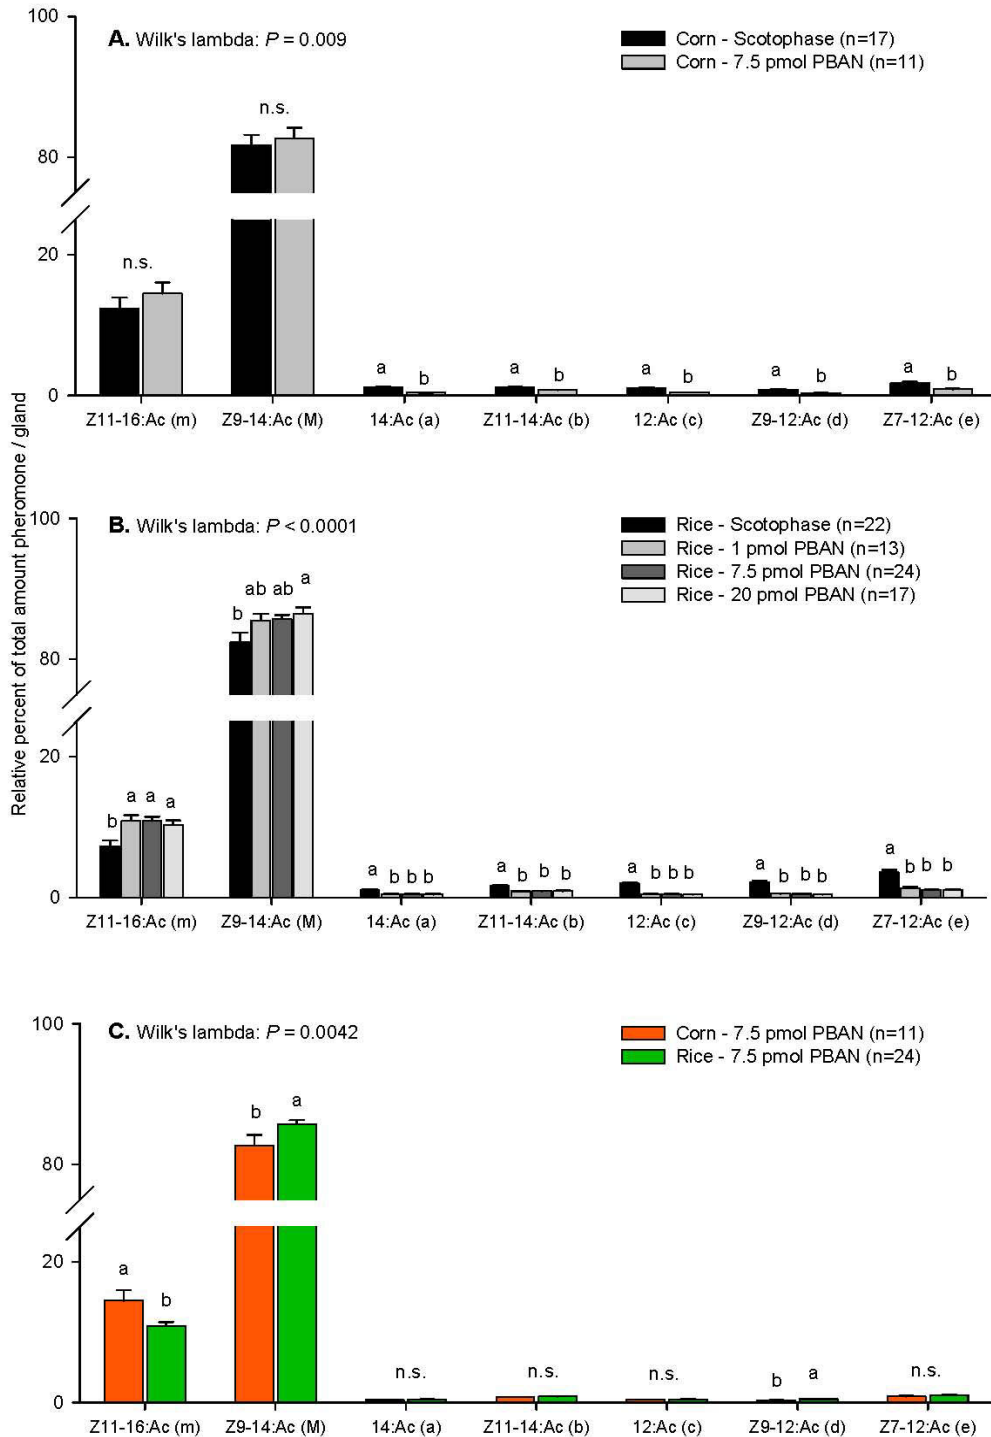 Relative percent of total amount pheromone / gland
A. Wilk's lambda: P = 0.009
Corn - Scotophase (n=17)
Corn - 7.5 pmol PBAN (n=11)
100
80
20
0
n.s.
n.s.
a b
a b
a b
a b
a b
Z11-16:Ac (m) Z9-14:Ac (M) 14:Ac (a) Z11-14:Ac (b) 12:Ac (c) Z9-12:Ac (d) Z7-12:Ac (e)
B. Wilk's lambda: P < 0.0001
Rice - Scotophase (n=22)
Rice - 1 pmol PBAN (n=13)
Rice - 7.5 pmol PBAN (n=24)
Rice - 20 pmol PBAN (n=17)
100
80
20
0
b a a a
b ab ab a
a b b b
a b b b
a b b b
a b b b
a b b b
Z11-16:Ac (m) Z9-14:Ac (M) 14:Ac (a) Z11-14:Ac (b) 12:Ac (c) Z9-12:Ac (d) Z7-12:Ac (e)
C. Wilk's lambda: P = 0.0042
Corn - 7.5 pmol PBAN (n=11)
Rice - 7.5 pmol PBAN (n=24)
100
80
20
0
a b
b a
n.s.
n.s.
n.s.
b a
n.s.
Z11-16:Ac (m) Z9-14:Ac (M) 14:Ac (a) Z11-14:Ac (b) 12:Ac (c) Z9-12:Ac (d) Z7-12:Ac (e)